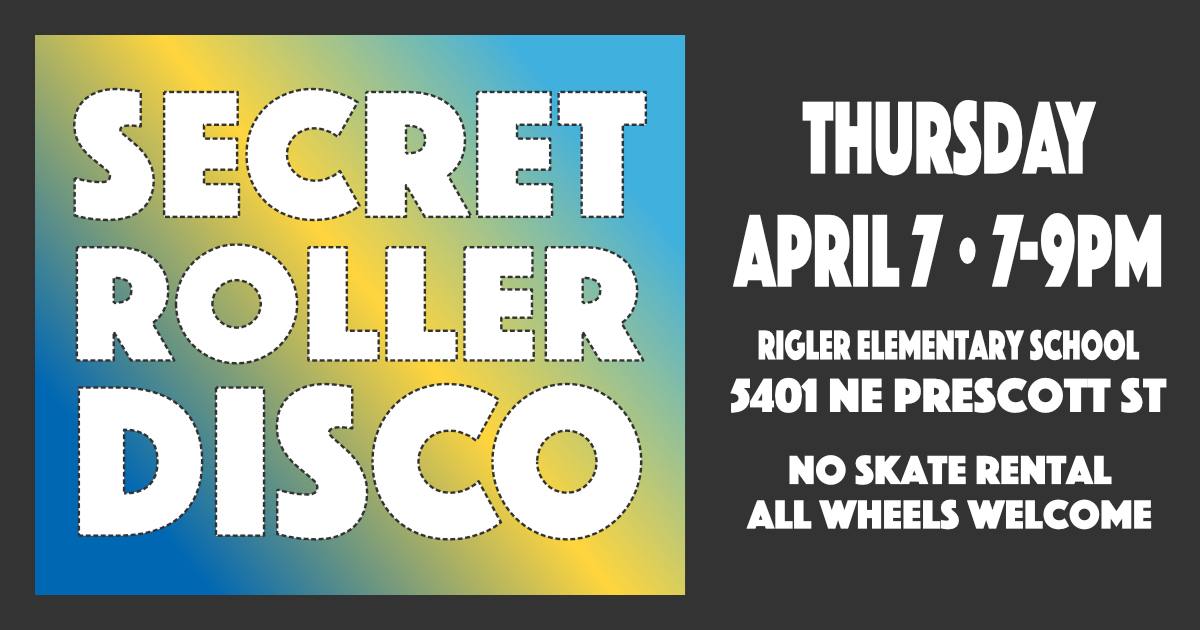 SECRET
ROLLER
DISCO
THURSDAY
APRIL 7 • 7-9PM
RIGLER ELEMENTARY SCHOOL
5401 NE PRESCOTT ST
NO SKATE RENTAL
ALL WHEELS WELCOME